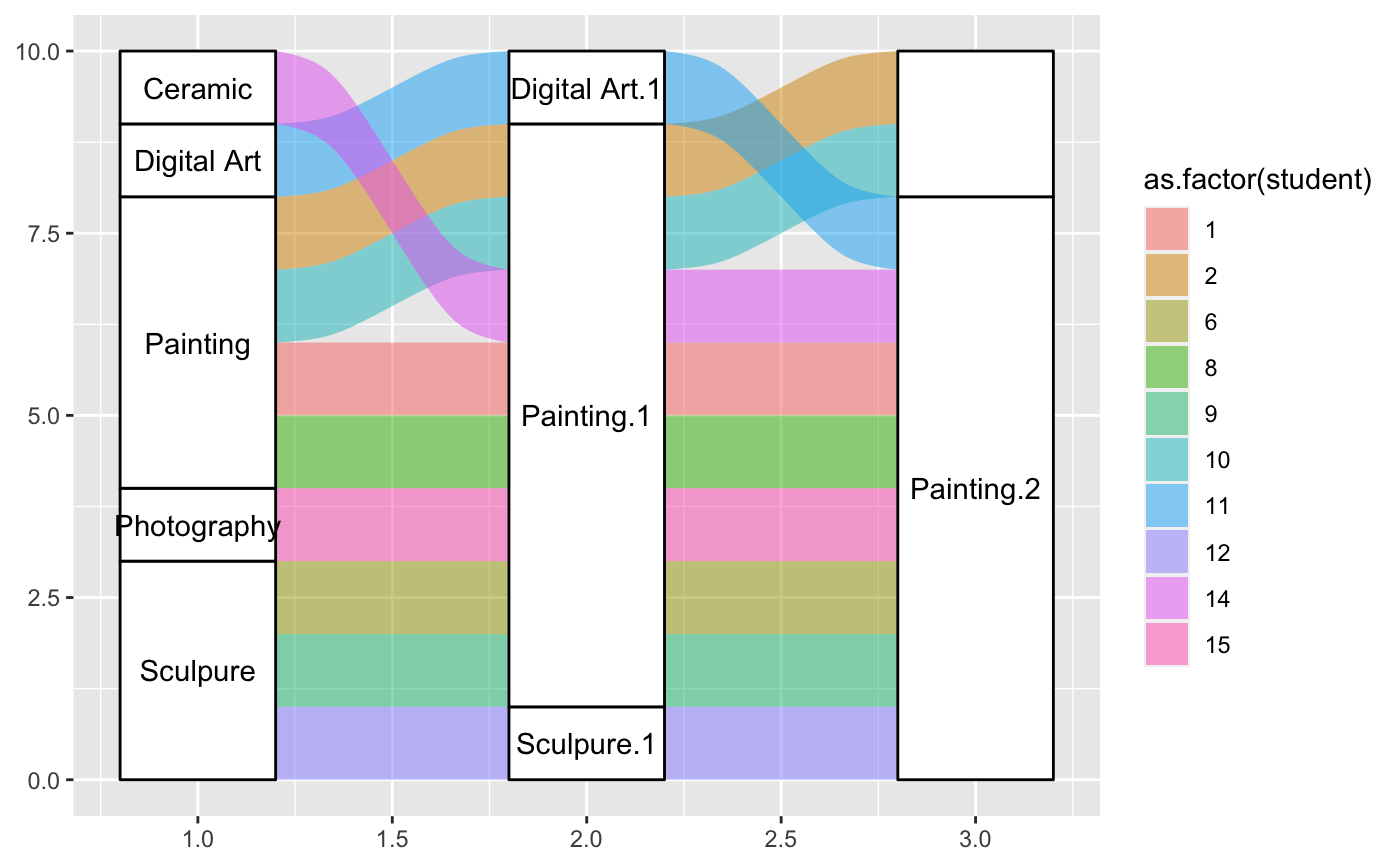 10.0
7.5
5.0
2.5
0.0
Ceramic
Digital Art
Painting
Photography
Sculpure
Digital Art.1
Painting.1
Sculpure.1
Painting.2
1.0 1.5 2.0 2.5 3.0
as.factor(student)
1
2
6
8
9
10
11
12
14
15